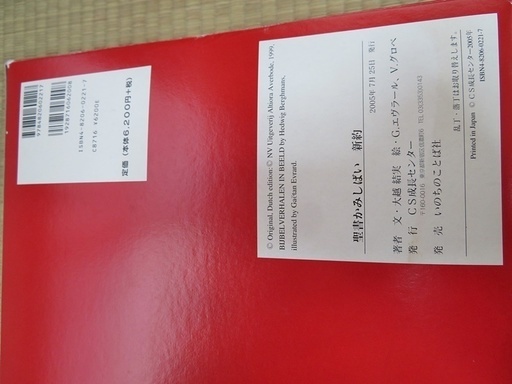 © Original, Dutch edition:© NV Uitgeverij Altiora Averbode, 1999,
BIJBELVERHALEN IN BEELD by Hedwig Berghmans,
illustrated by Gaetan Evrard.
聖書かみしばい 新約
2005年7月25日 発行
著者 文・大越 結実 絵・G.エヴラール、V.グロペ
発行 CS成長センター
発売 いのちのことば社
乱丁・落丁はお取り替えします。
Printed in Japan © CS成長センター2005年
ISBN4-8206-0221-7
ISBN4-8206-0221-7
C8716 ¥6200E
定価(本体6,200円+税)